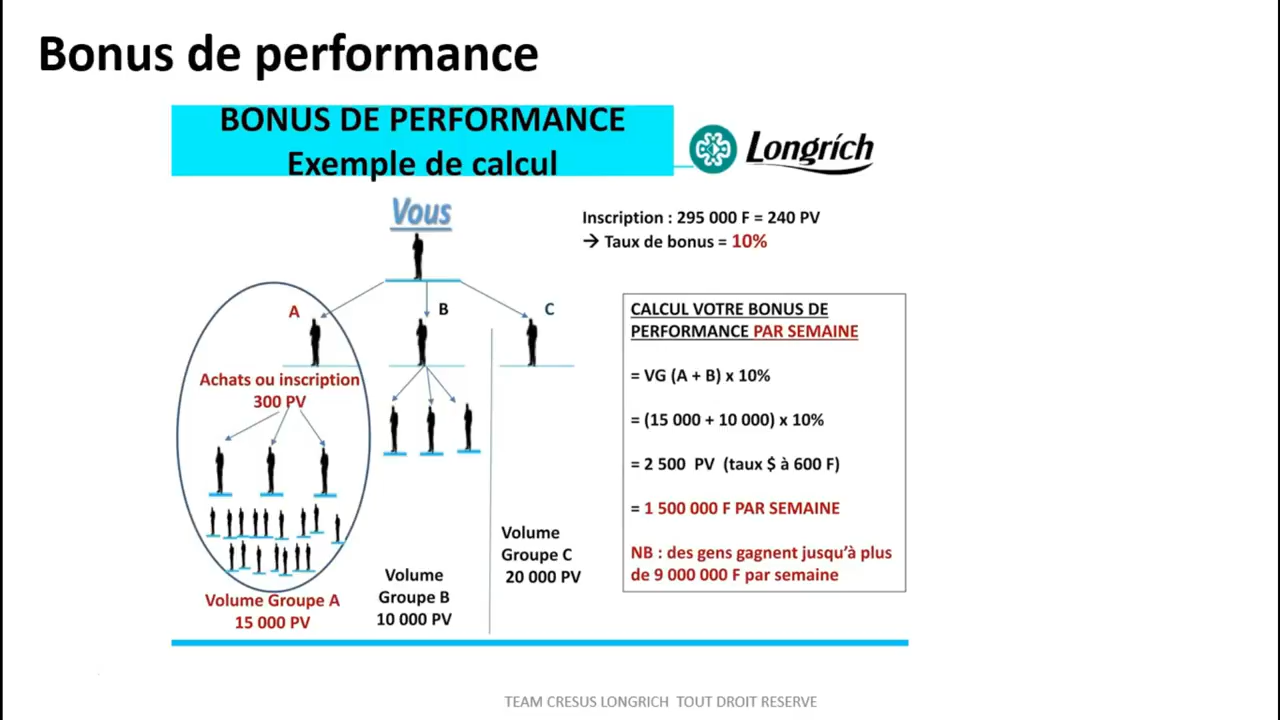 Bonus de performance
BONUS DE PERFORMANCE
Exemple de calcul
Longrích
Vous
Inscription : 295 000 F = 240 PV
→ Taux de bonus = 10%
A
B
C
Achats ou inscription
300 PV
Volume Groupe A
15 000 PV
Volume
Groupe B
10 000 PV
Volume
Groupe C
20 000 PV
CALCUL VOTRE BONUS DE
PERFORMANCE PAR SEMAINE
= VG (A + B) x 10%
= (15 000 + 10 000) x 10%
= 2 500 PV (taux $ à 600 F)
= 1 500 000 F PAR SEMAINE
NB : des gens gagnent jusqu'à plus
de 9 000 000 F par semaine
TEAM CRESUS LONGRICH TOUT DROIT RESERVE